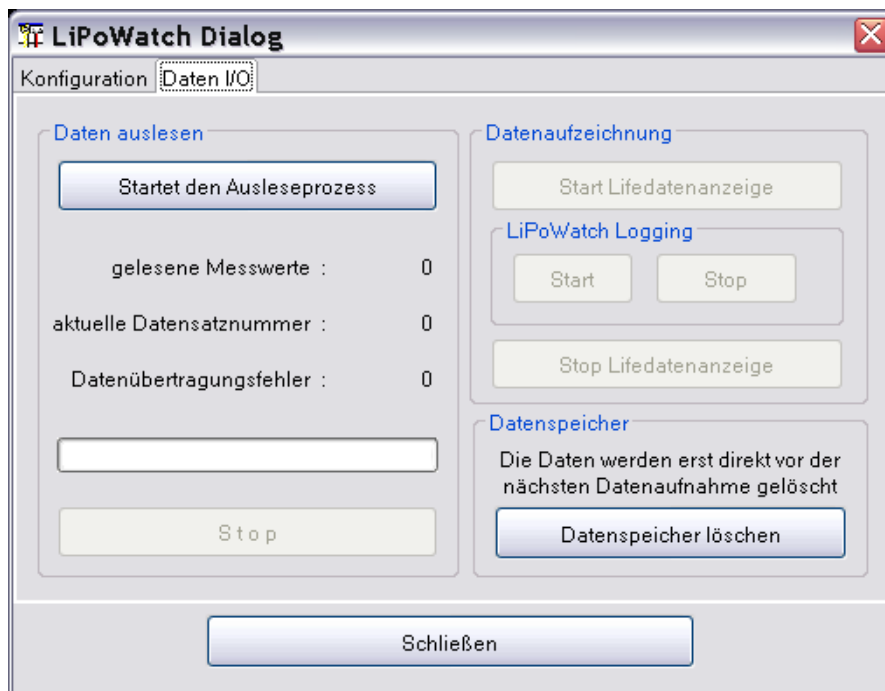 LiPoWatch Dialog
Konfiguration
Daten I/O
Daten auslesen
Startet den Ausleseprozess
gelesene Messwerte : 0
aktuelle Datensatznummer : 0
Datenübertragungsfehler : 0
S t o p
Datenaufzeichnung
Start Lifedatenanzeige
LiPoWatch Logging
Start
Stop
Stop Lifedatenanzeige
Datenspeicher
Die Daten werden erst direkt vor der
nächsten Datenaufnahme gelöscht
Datenspeicher löschen
Schließen